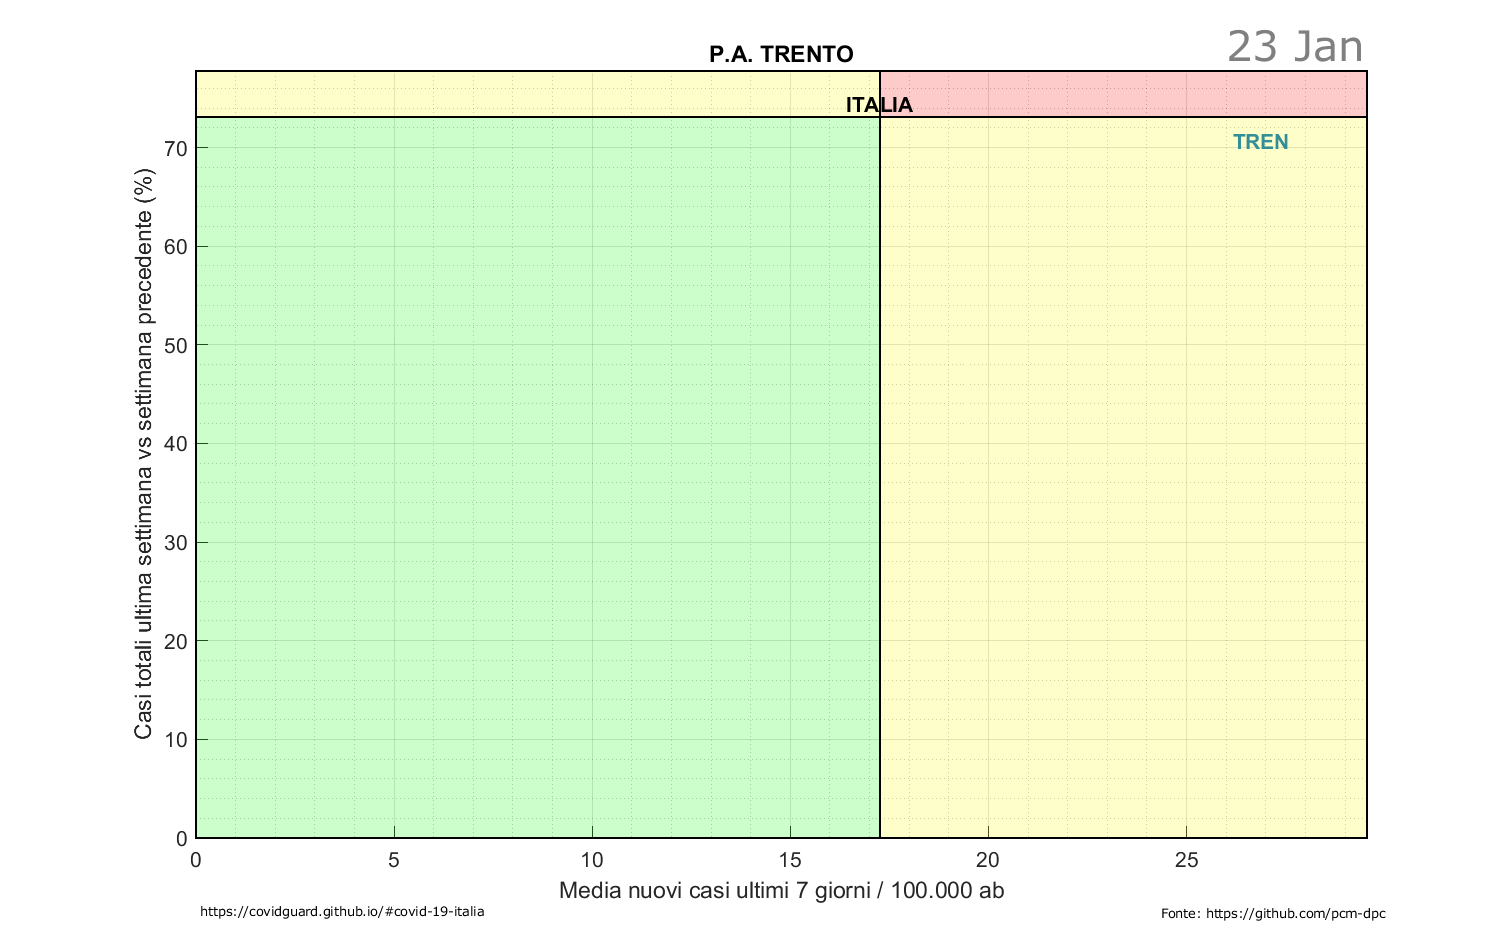 23 Jan
P.A. TRENTO
ITALIA
TREN
70
60
50
40
30
20
10
0
Casi totali ultima settimana vs settimana precedente (%)
0 5 10 15 20 25
Media nuovi casi ultimi 7 giorni / 100.000 ab
https://covidguard.github.io/#covid-19-italia
Fonte: https://github.com/pcm-dpc